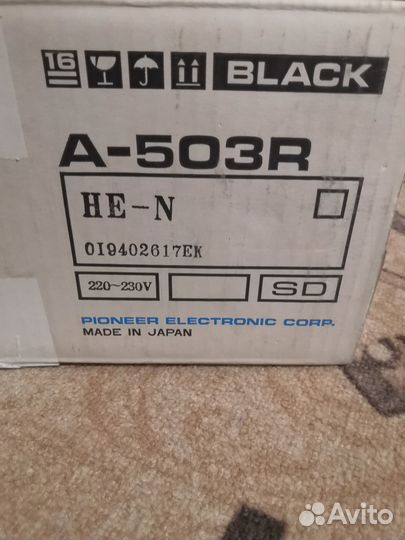 16 BLACK
A-503R
HE-N
OI9402617EK
220~230V SD
PIONEER ELECTRONIC CORP.
MADE IN JAPAN
Avito